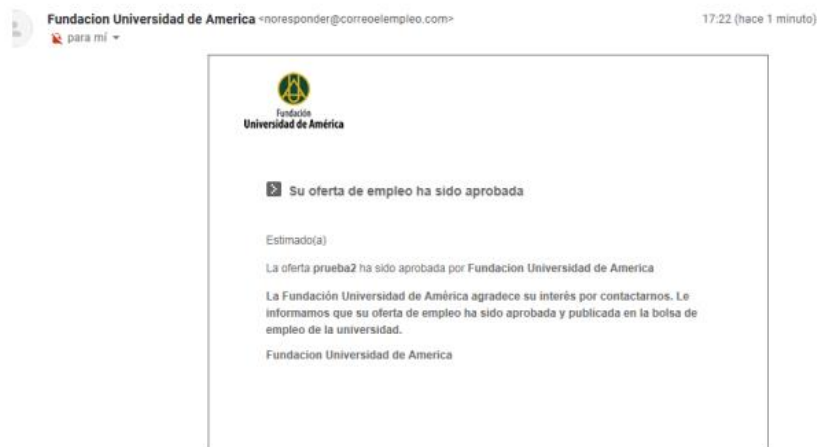 Fundacion Universidad de America <noresponder@correoelempleo.com> 17:22 (hace 1 minuto)
para mí
Fundación
Universidad de América
Su oferta de empleo ha sido aprobada
Estimado(a)
La oferta prueba2 ha sido aprobada por Fundacion Universidad de America
La Fundación Universidad de América agradece su interés por contactarnos. Le
informamos que su oferta de empleo ha sido aprobada y publicada en la bolsa de
empleo de la universidad.
Fundacion Universidad de America